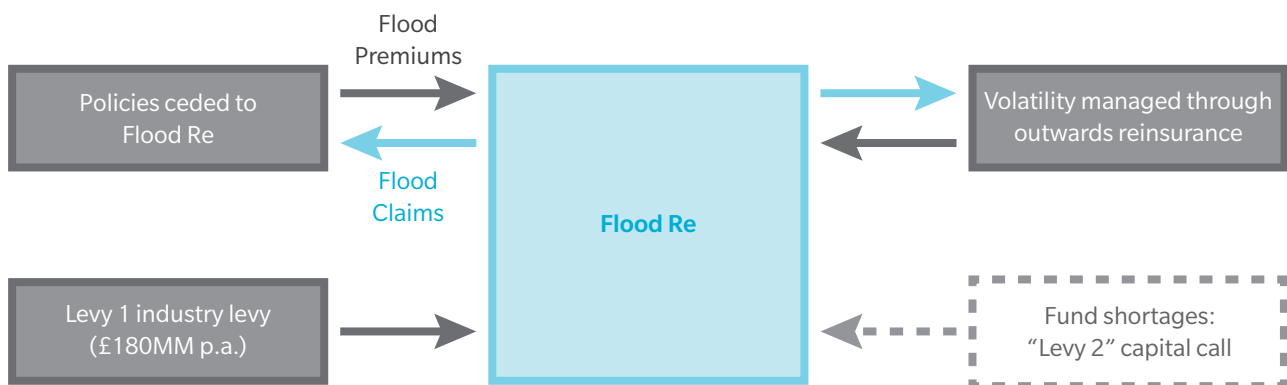 Flood
Premiums
Policies ceded to
Flood Re
Flood
Claims
Volatility managed through
outwards reinsurance
Flood Re
Levy 1 industry levy
(£180MM p.a.)
Fund shortages:
“Levy 2” capital call